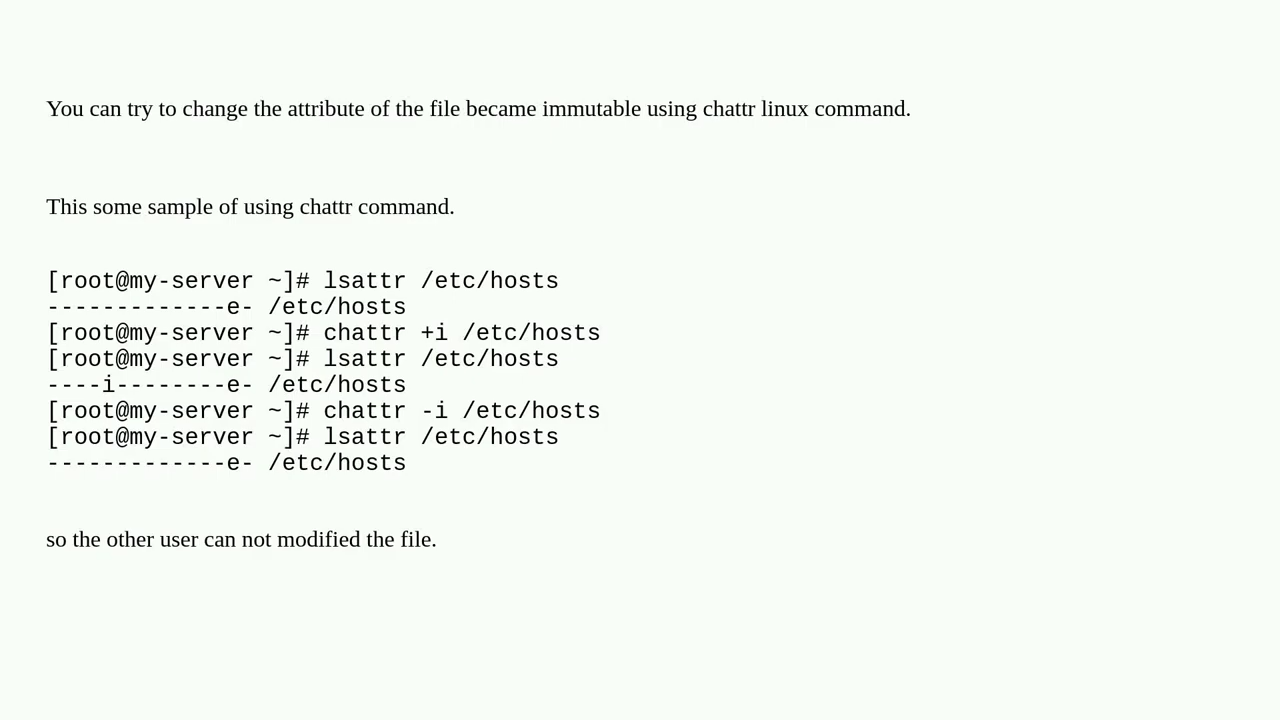 You can try to change the attribute of the file became immutable using chattr linux command.
This some sample of using chattr command.
[root@my-server ~]# lsattr /etc/hosts
-------------e- /etc/hosts
[root@my-server ~]# chattr +i /etc/hosts
[root@my-server ~]# lsattr /etc/hosts
----i--------e- /etc/hosts
[root@my-server ~]# chattr -i /etc/hosts
[root@my-server ~]# lsattr /etc/hosts
-------------e- /etc/hosts
so the other user can not modified the file.